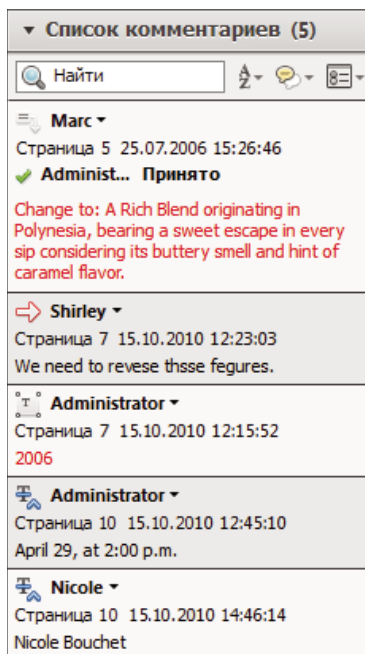 Список комментариев (5)
Найти
Marc
Страница 5 25.07.2006 15:26:46
Administ... Принято
Change to: A Rich Blend originating in
Polynesia, bearing a sweet escape in every
sip considering its buttery smell and hint of
caramel flavor.
Shirley
Страница 7 15.10.2010 12:23:03
We need to revese thsse fegures.
Administrator
Страница 7 15.10.2010 12:15:52
2006
Administrator
Страница 10 15.10.2010 12:45:10
April 29, at 2:00 p.m.
Nicole
Страница 10 15.10.2010 14:46:14
Nicole Bouchet